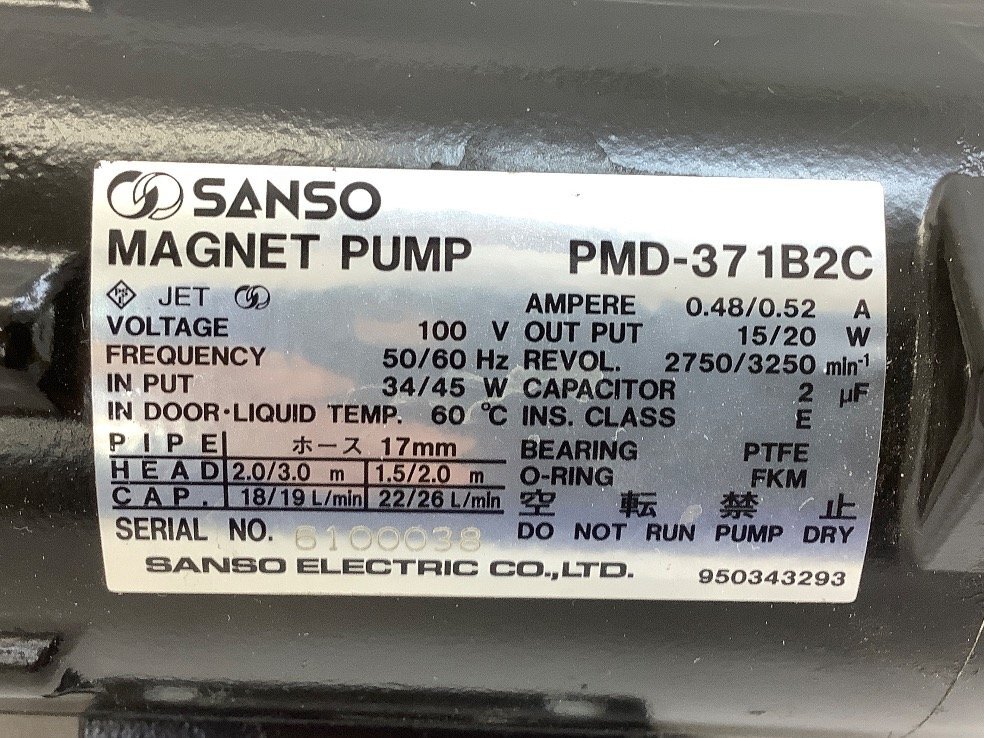 SANSO
MAGNET PUMP PMD-371B2C
PS E JET
AMPERE 0.48/0.52 A
VOLTAGE 100 V
OUT PUT 15/20 W
FREQUENCY 50/60 Hz
REVOL. 2750/3250 min-1
IN PUT 34/45 W
CAPACITOR 2 µF
IN DOOR·LIQUID TEMP. 60 ℃
INS. CLASS E
PIPE ホース 17mm
BEARING PTFE
HEAD 2.0/3.0 m 1.5/2.0 m
O-RING FKM
CAP. 18/19 L/min 22/26 L/min
空転禁止
SERIAL NO. 6100038
DO NOT RUN PUMP DRY
SANSO ELECTRIC CO.,LTD. 950343293